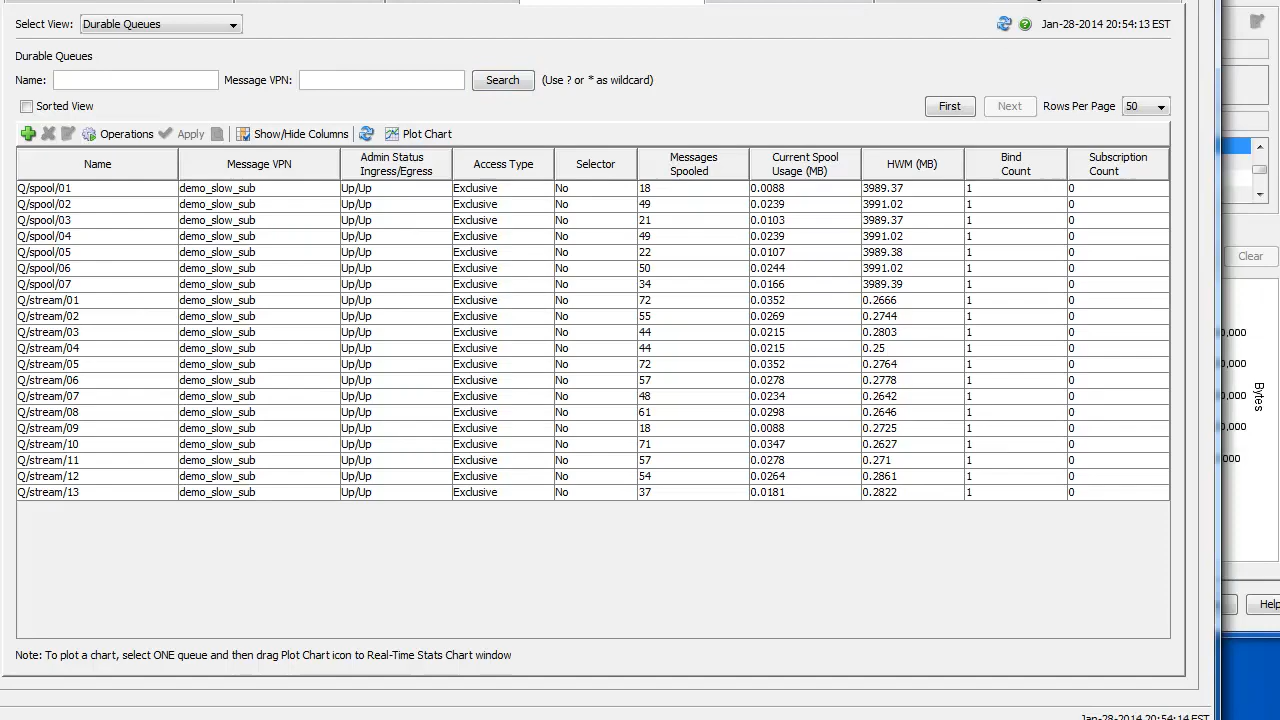 Select View: Durable Queues Jan-28-2014 20:54:13 EST
Durable Queues
Name: Message VPN: Search (Use ? or * as wildcard)
Sorted View First Next Rows Per Page 50
Operations Apply Show/Hide Columns Plot Chart
Name Message VPN Admin Status Ingress/Egress Access Type Selector Messages Spooled Current Spool Usage (MB) HWM (MB) Bind Count Subscription Count
Q/spool/01 demo_slow_sub Up/Up Exclusive No 18 0.0088 3989.37 1 0
Q/spool/02 demo_slow_sub Up/Up Exclusive No 49 0.0239 3991.02 1 0
Q/spool/03 demo_slow_sub Up/Up Exclusive No 21 0.0103 3989.37 1 0
Q/spool/04 demo_slow_sub Up/Up Exclusive No 49 0.0239 3991.02 1 0
Q/spool/05 demo_slow_sub Up/Up Exclusive No 22 0.0107 3989.38 1 0
Q/spool/06 demo_slow_sub Up/Up Exclusive No 50 0.0244 3991.02 1 0
Q/spool/07 demo_slow_sub Up/Up Exclusive No 34 0.0166 3989.39 1 0
Q/stream/01 demo_slow_sub Up/Up Exclusive No 72 0.0352 0.2666 1 0
Q/stream/02 demo_slow_sub Up/Up Exclusive No 55 0.0269 0.2744 1 0
Q/stream/03 demo_slow_sub Up/Up Exclusive No 44 0.0215 0.2803 1 0
Q/stream/04 demo_slow_sub Up/Up Exclusive No 44 0.0215 0.25 1 0
Q/stream/05 demo_slow_sub Up/Up Exclusive No 72 0.0352 0.2764 1 0
Q/stream/06 demo_slow_sub Up/Up Exclusive No 57 0.0278 0.2778 1 0
Q/stream/07 demo_slow_sub Up/Up Exclusive No 48 0.0234 0.2642 1 0
Q/stream/08 demo_slow_sub Up/Up Exclusive No 61 0.0298 0.2646 1 0
Q/stream/09 demo_slow_sub Up/Up Exclusive No 18 0.0088 0.2725 1 0
Q/stream/10 demo_slow_sub Up/Up Exclusive No 71 0.0347 0.2627 1 0
Q/stream/11 demo_slow_sub Up/Up Exclusive No 57 0.0278 0.271 1 0
Q/stream/12 demo_slow_sub Up/Up Exclusive No 54 0.0264 0.2861 1 0
Q/stream/13 demo_slow_sub Up/Up Exclusive No 37 0.0181 0.2822 1 0
Note: To plot a chart, select ONE queue and then drag Plot Chart icon to Real-Time Stats Chart window
Jan-28-2014 20:54:14 EST
Clear
Bytes
Help